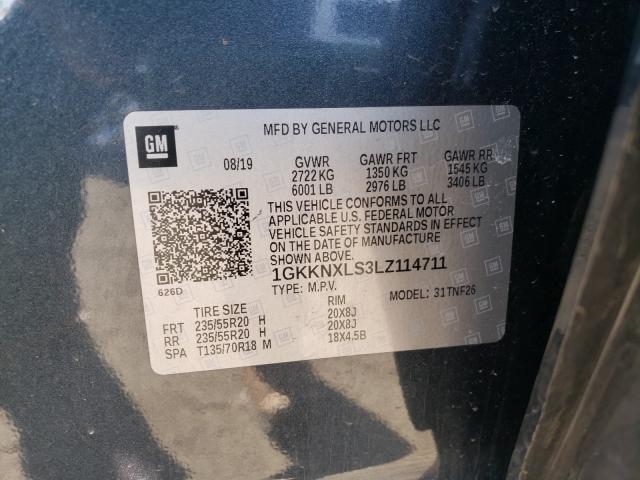 GM
MFD BY GENERAL MOTORS LLC
08/19 GVWR GAWR FRT GAWR RR
2722 KG 1350 KG 1545 KG
6001 LB 2976 LB 3406 LB
THIS VEHICLE CONFORMS TO ALL
APPLICABLE U.S. FEDERAL MOTOR
VEHICLE SAFETY STANDARDS IN EFFECT
ON THE DATE OF MANUFACTURE
SHOWN ABOVE.
1GKKNXLS3LZ114711
626D
TYPE: M.P.V. MODEL: 31TNF26
TIRE SIZE RIM
FRT 235/55R20 H 20X8J
RR 235/55R20 H 20X8J
SPA T135/70R18 M 18X4.5B